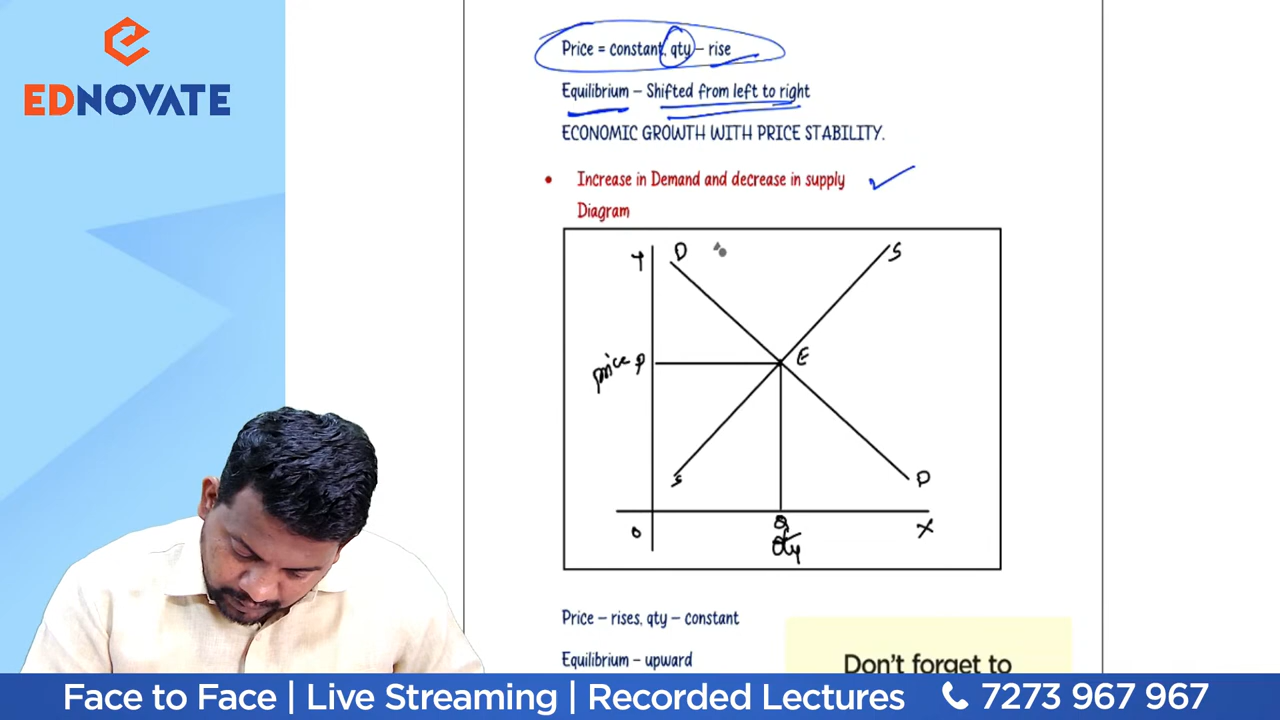 EDNOVATE
Price = constant, qty – rise
Equilibrium – Shifted from left to right
ECONOMIC GROWTH WITH PRICE STABILITY.
• Increase in Demand and decrease in supply
Diagram
Y D S
price P E
S D
O Q X
Qty
Price – rises, qty – constant
Equilibrium – upward
Don't forget to
Face to Face | Live Streaming | Recorded Lectures 7273 967 967